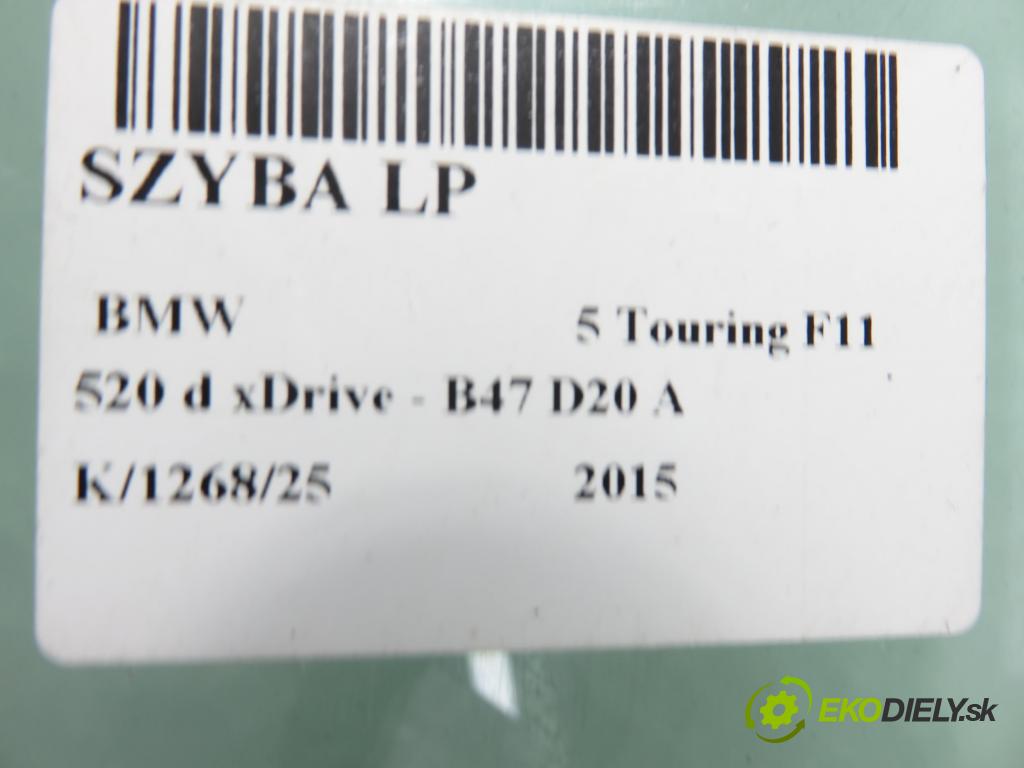 SZYBA LP
BMW 5 Touring F11
520 d xDrive - B47 D20 A
K/1268/25 2015
EKODIELY.sk